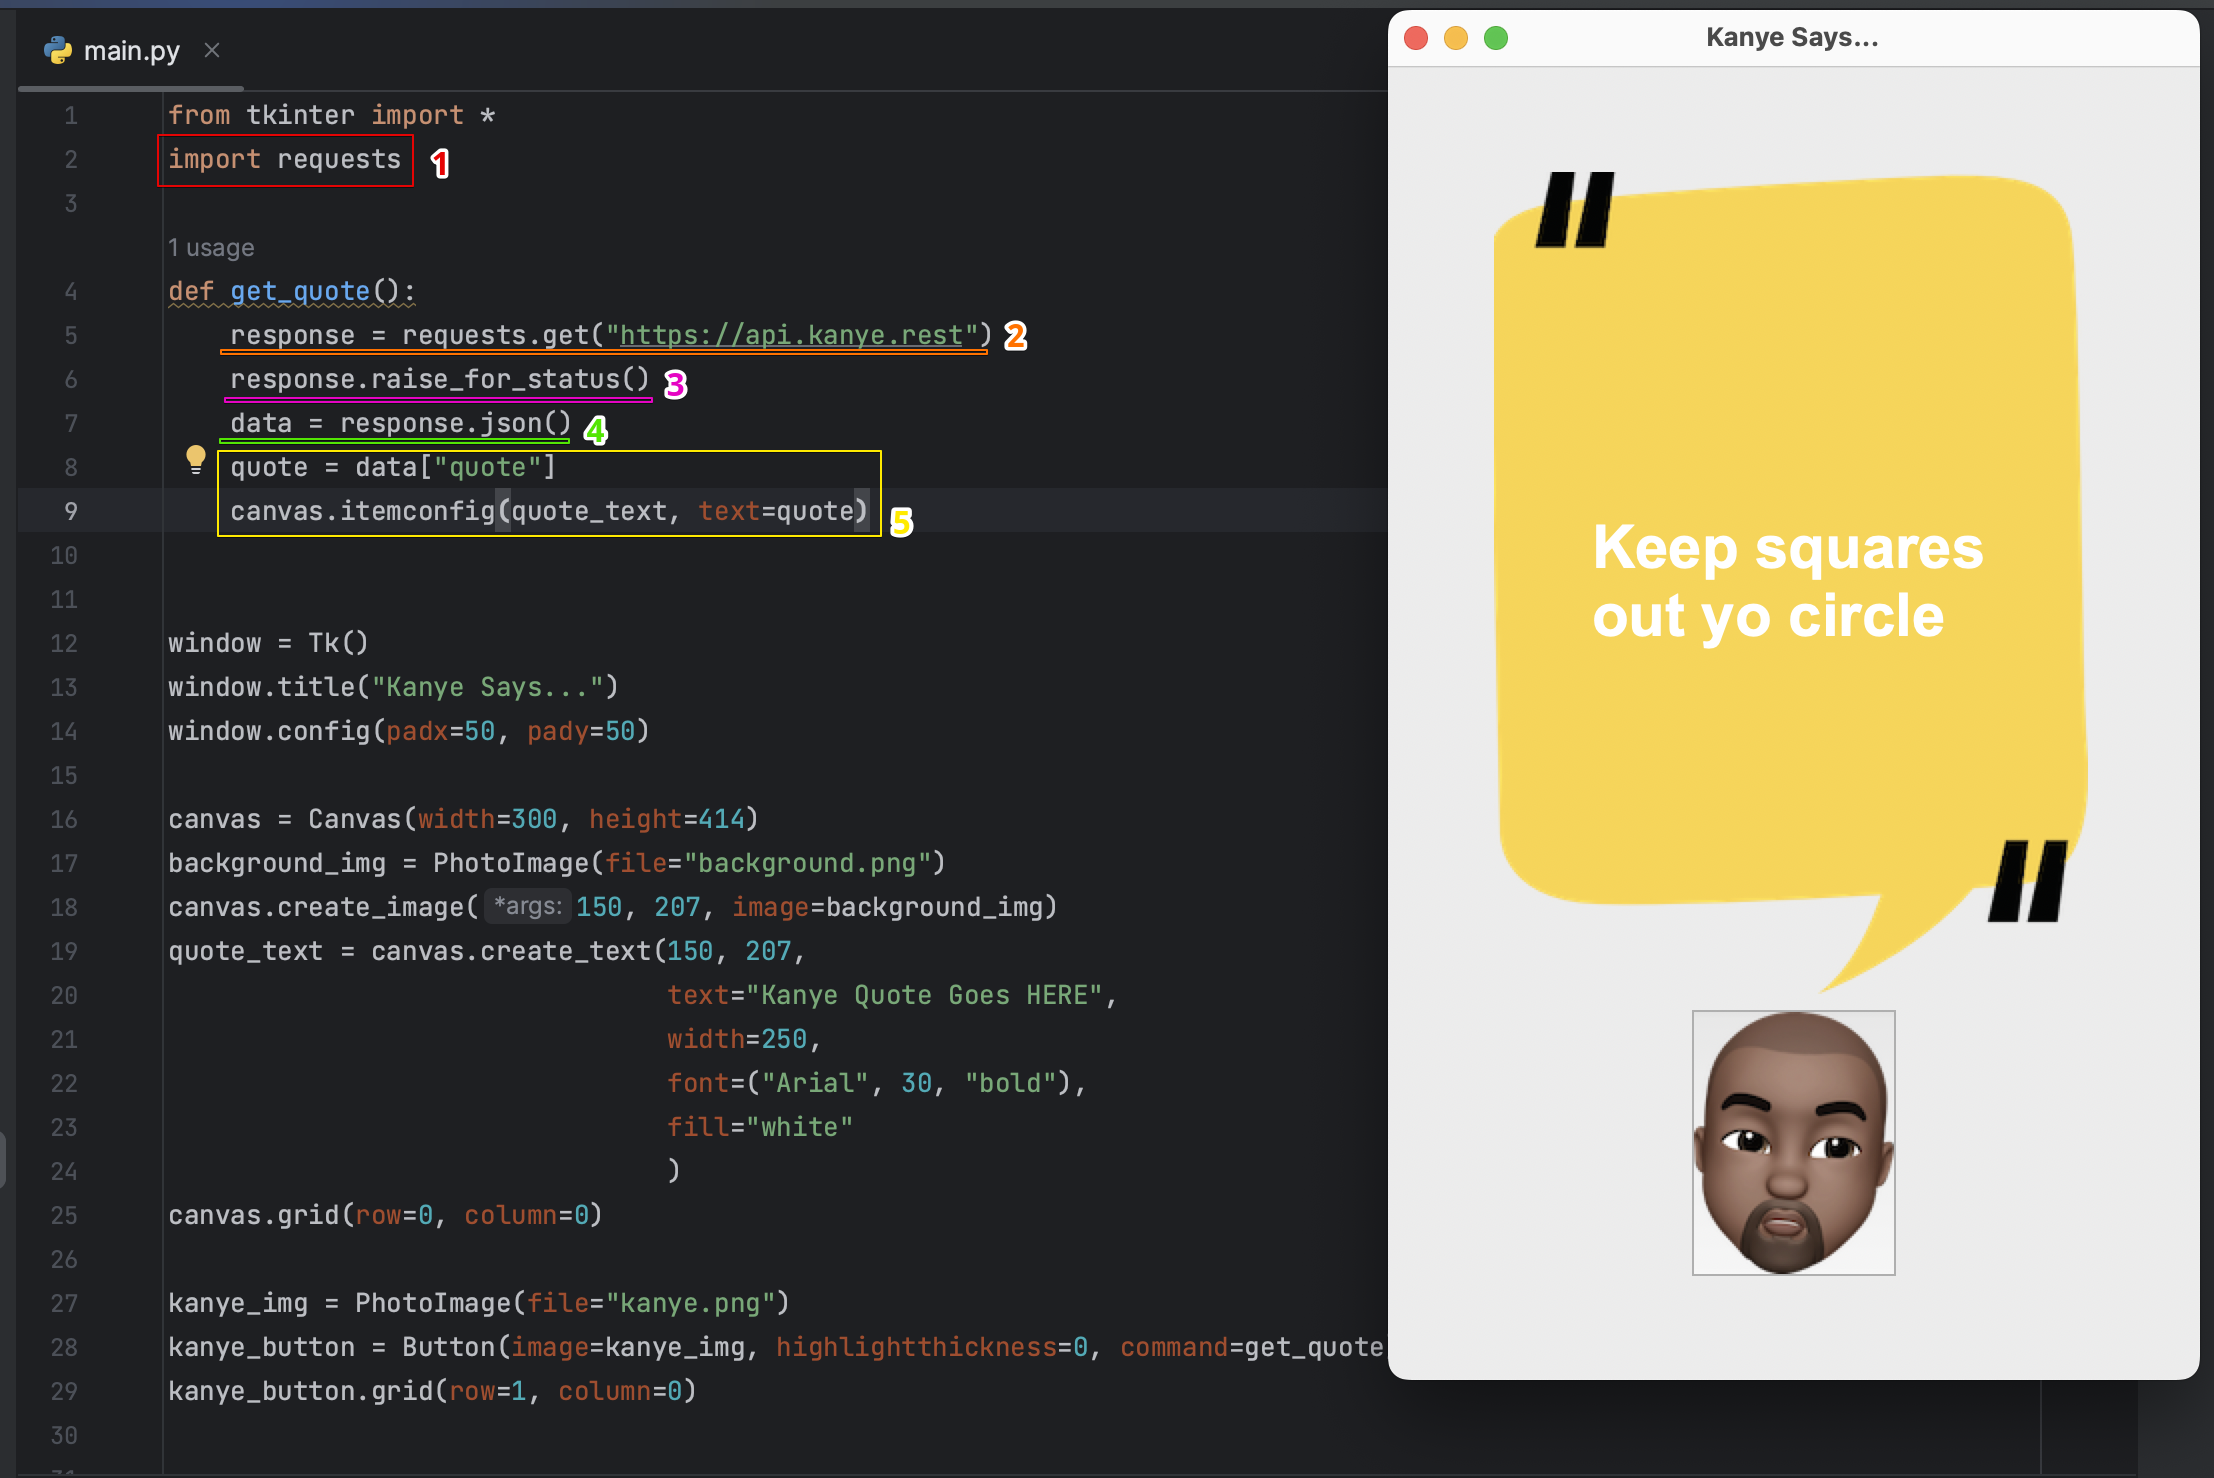 main.py
1 from tkinter import *
2 import requests 1
3
1 usage
4 def get_quote():
5 response = requests.get("https://api.kanye.rest") 2
6 response.raise_for_status() 3
7 data = response.json() 4
8 quote = data["quote"]
9 canvas.itemconfig(quote_text, text=quote) 5
10
11
12 window = Tk()
13 window.title("Kanye Says...")
14 window.config(padx=50, pady=50)
15
16 canvas = Canvas(width=300, height=414)
17 background_img = PhotoImage(file="background.png")
18 canvas.create_image( *args: 150, 207, image=background_img)
19 quote_text = canvas.create_text(150, 207,
20 text="Kanye Quote Goes HERE",
21 width=250,
22 font=("Arial", 30, "bold"),
23 fill="white"
24 )
25 canvas.grid(row=0, column=0)
26
27 kanye_img = PhotoImage(file="kanye.png")
28 kanye_button = Button(image=kanye_img, highlightthickness=0, command=get_quote
29 kanye_button.grid(row=1, column=0)
30
Kanye Says...
"
Keep squares
out yo circle
"